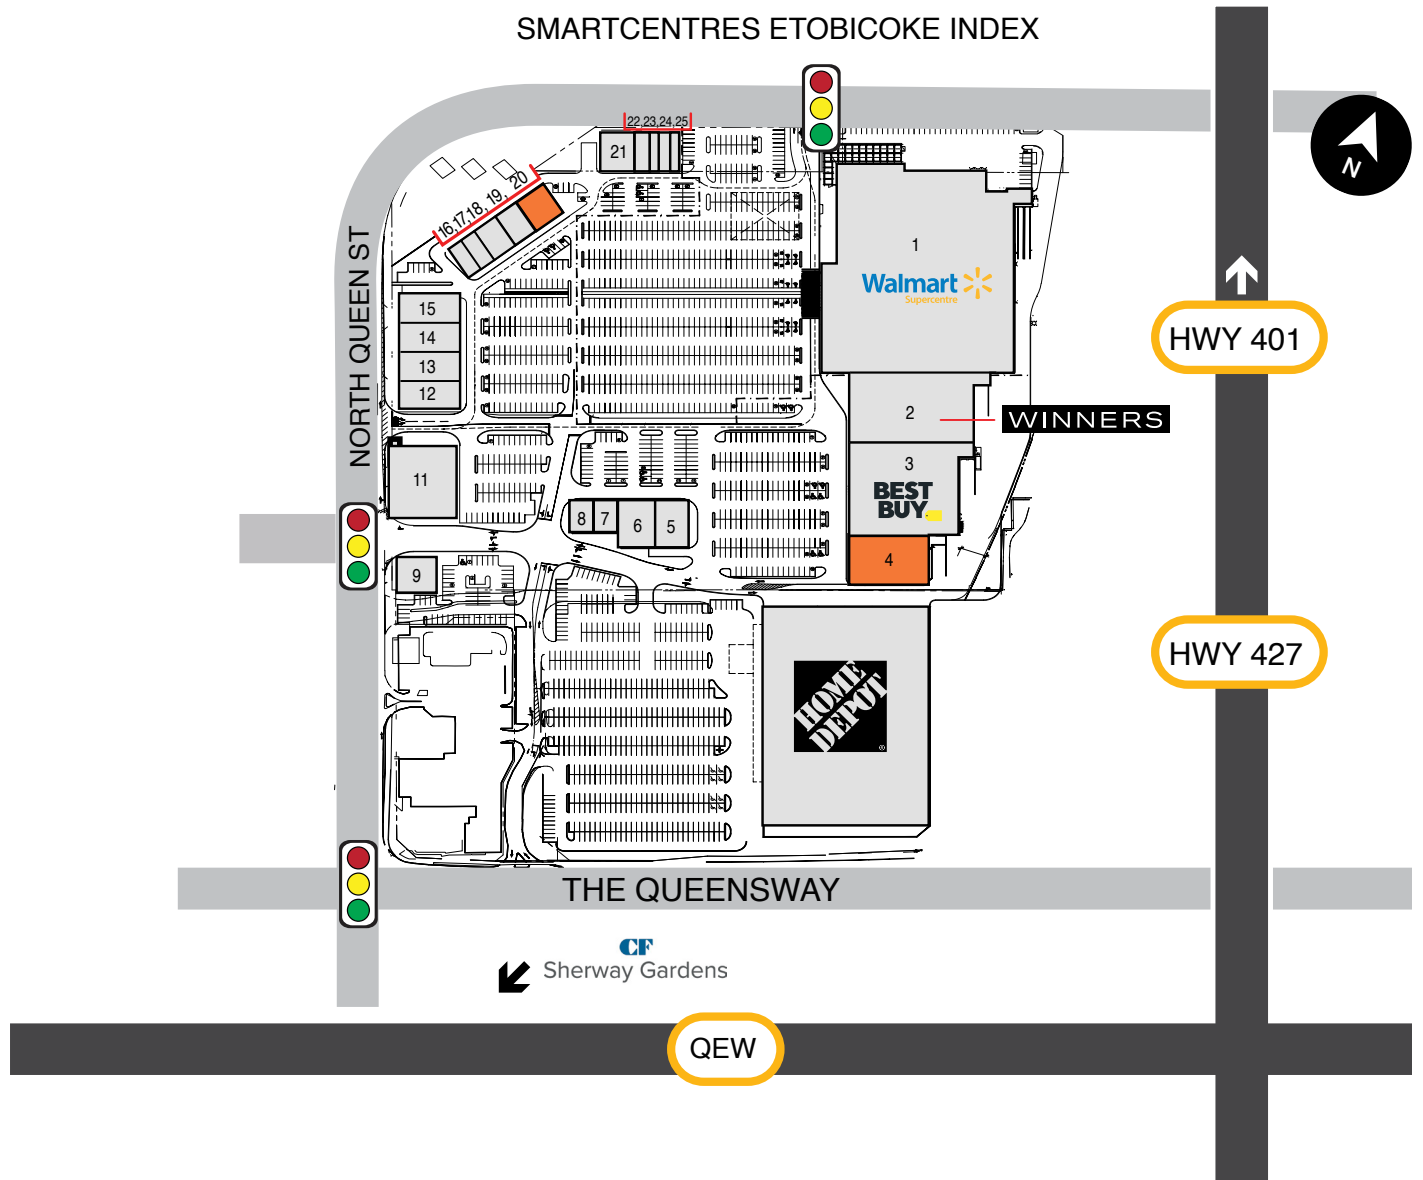 SMARTCENTRES ETOBICOKE INDEX
22,23,24,25
21
16,17,18, 19, 20
N
NORTH QUEEN ST
1
Walmart
Supercentre
15
14
13
12
HWY 401
2
WINNERS
3
BEST
BUY
11
8
7
6
5
4
9
HWY 427
HOME
DEPOT
®
THE QUEENSWAY
CF
Sherway Gardens
QEW